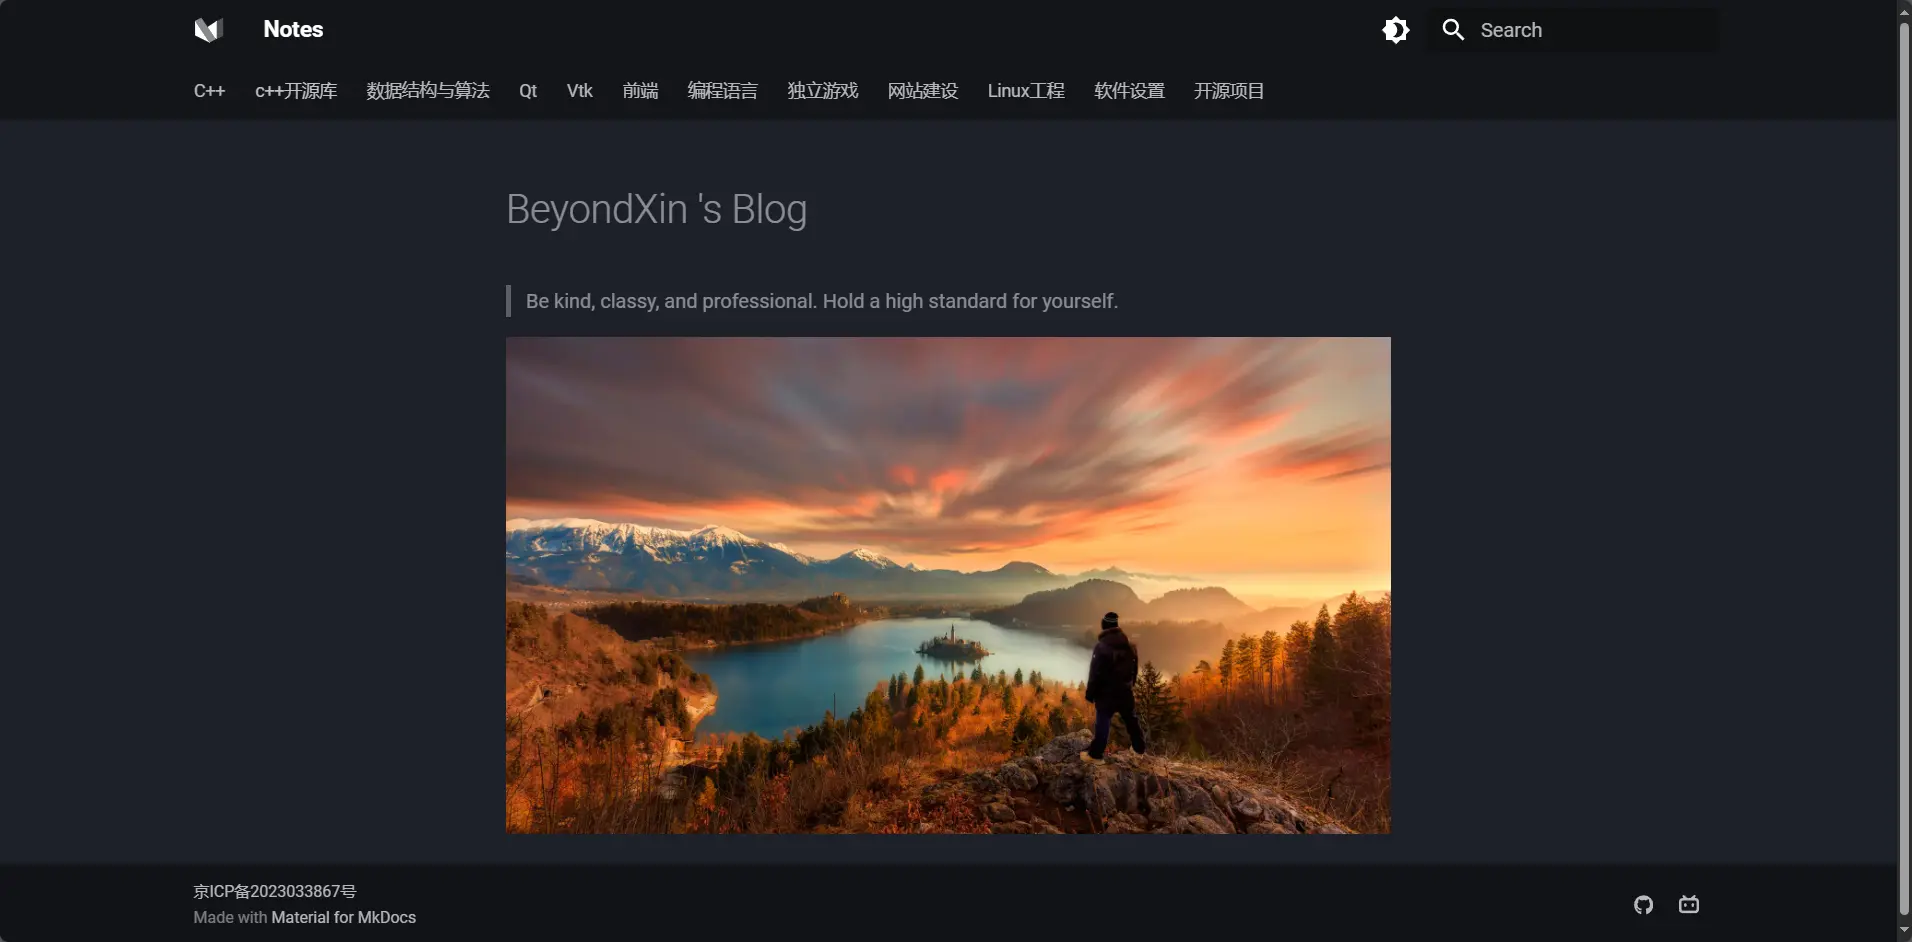 Notes
Search
C++ c++开源库 数据结构与算法 Qt Vtk 前端 编程语言 独立游戏 网站建设 Linux工程 软件设置 开源项目
BeyondXin 's Blog
Be kind, classy, and professional. Hold a high standard for yourself.
京ICP备2023033867号
Made with Material for MkDocs